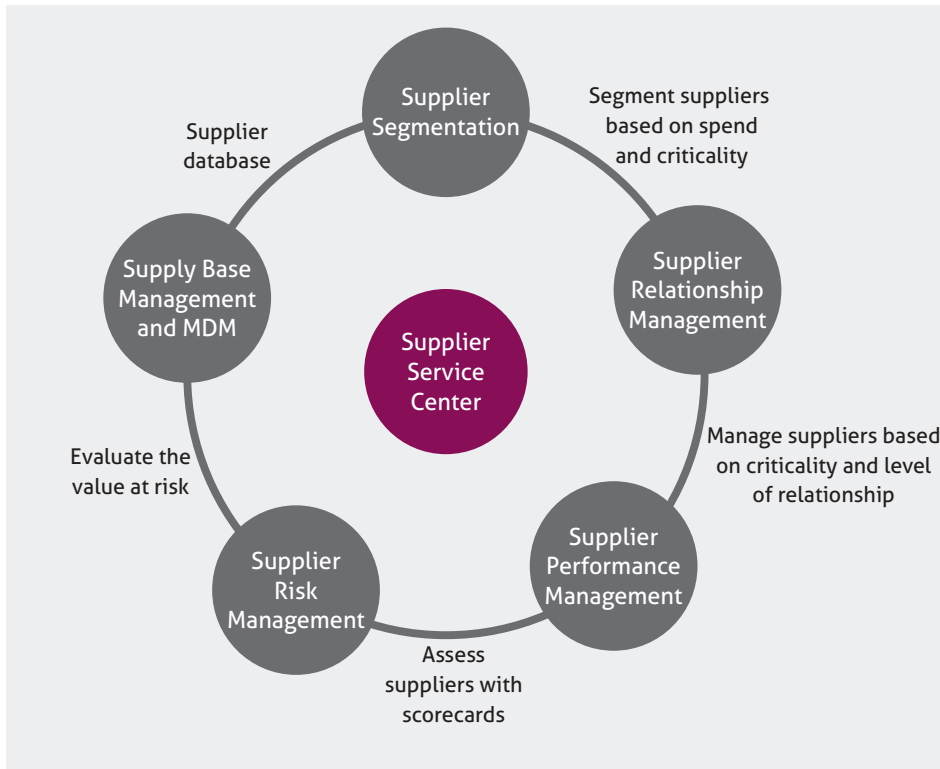 Supplier
Segmentation
Segment suppliers
based on spend
and criticality
Supplier
database
Supply Base
Management
and MDM
Supplier
Relationship
Management
Supplier
Service
Center
Manage suppliers based
on criticality and level
of relationship
Evaluate the
value at risk
Supplier
Performance
Management
Supplier
Risk
Management
Assess
suppliers with
scorecards